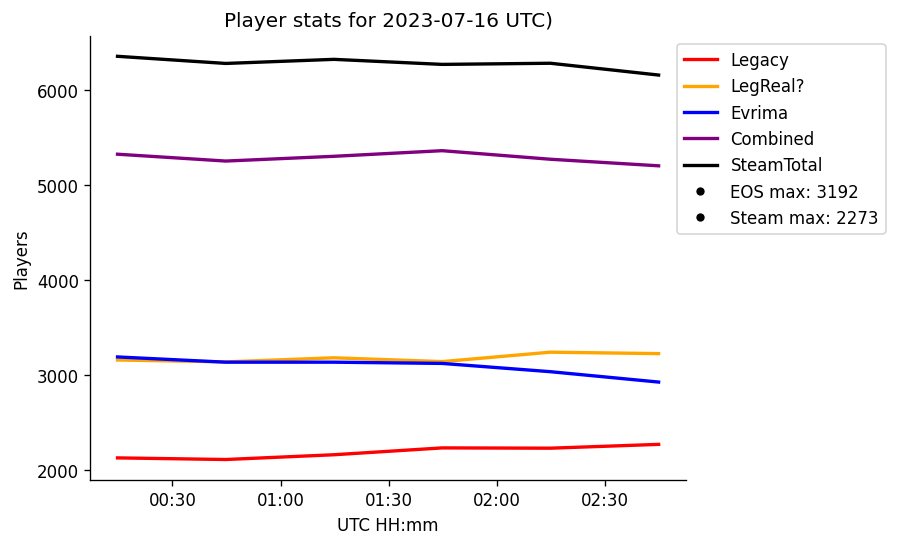 Player stats for 2023-07-16 UTC)
Legacy
LegReal?
Evrima
Combined
SteamTotal
EOS max: 3192
Steam max: 2273
Players
6000
5000
4000
3000
2000
00:30 01:00 01:30 02:00 02:30
UTC HH:mm